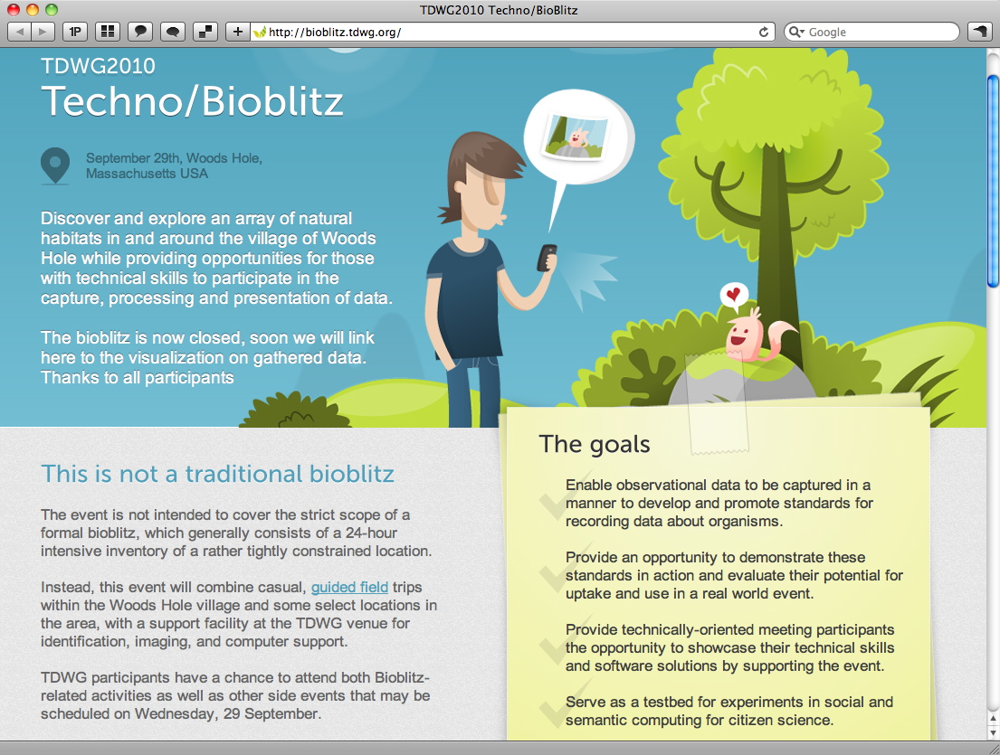 TDWG2010 Techno/BioBlitz
1P
http://bioblitz.tdwg.org/
Google
TDWG2010
Techno/Bioblitz
September 29th, Woods Hole,
Massachusetts USA
Discover and explore an array of natural
habitats in and around the village of Woods
Hole while providing opportunities for those
with technical skills to participate in the
capture, processing and presentation of data.
The bioblitz is now closed, soon we will link
here to the visualization on gathered data.
Thanks to all participants
This is not a traditional bioblitz
The event is not intended to cover the strict scope of a
formal bioblitz, which generally consists of a 24-hour
intensive inventory of a rather tightly constrained location.
Instead, this event will combine casual, guided field trips
within the Woods Hole village and some select locations in
the area, with a support facility at the TDWG venue for
identification, imaging, and computer support.
TDWG participants have a chance to attend both Bioblitz-
related activities as well as other side events that may be
scheduled on Wednesday, 29 September.
The goals
Enable observational data to be captured in a
manner to develop and promote standards for
recording data about organisms.
Provide an opportunity to demonstrate these
standards in action and evaluate their potential for
uptake and use in a real world event.
Provide technically-oriented meeting participants
the opportunity to showcase their technical skills
and software solutions by supporting the event.
Serve as a testbed for experiments in social and
semantic computing for citizen science.